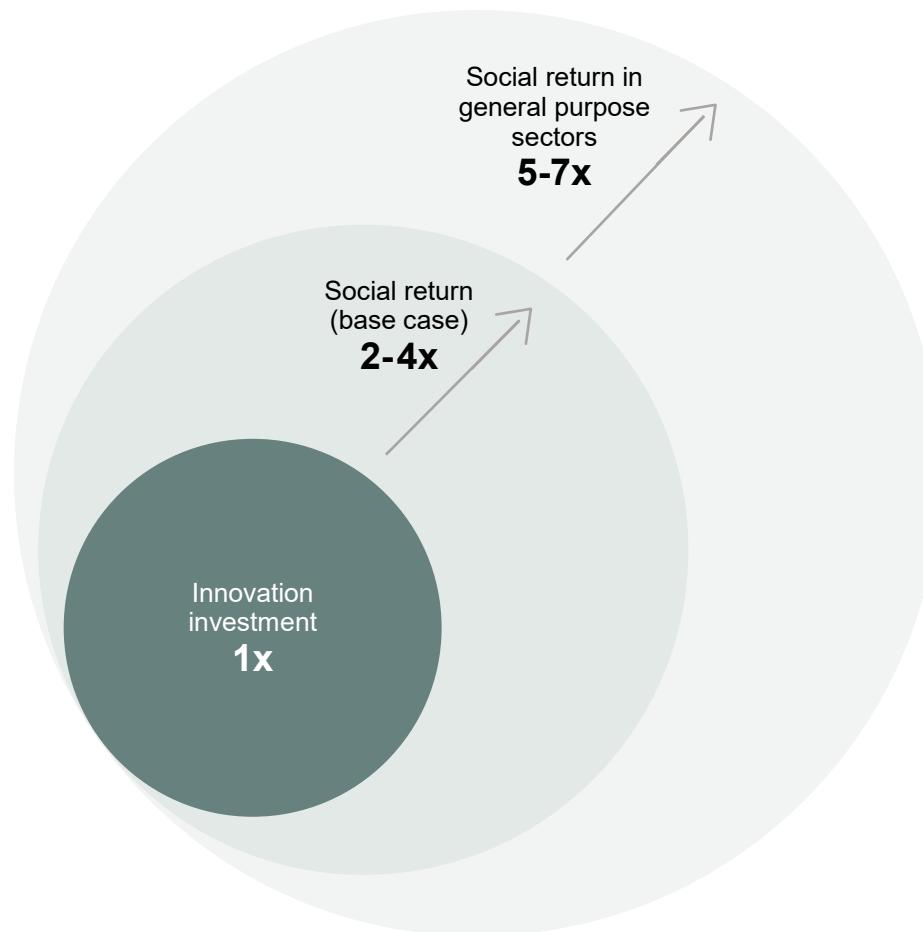 Social return in
general purpose
sectors
5-7x
Social return
(base case)
2-4x
Innovation
investment
1x